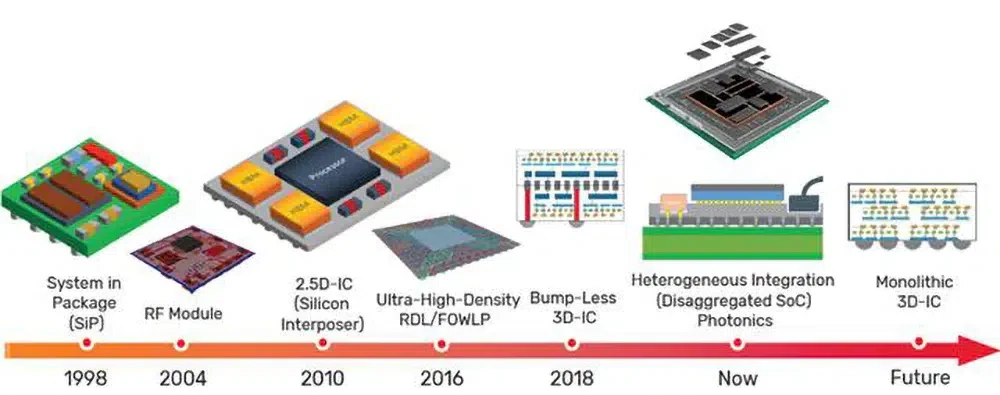 HBM
HBM
Processor
HBM
HBM
System in
Package
(SiP)
RF Module
2.5D-IC
(Silicon
Interposer)
Ultra-High-Density
RDL/FOWLP
Bump-Less
3D-IC
Heterogeneous Integration
(Disaggregated SoC)
Photonics
Monolithic
3D-IC
1998
2004
2010
2016
2018
Now
Future